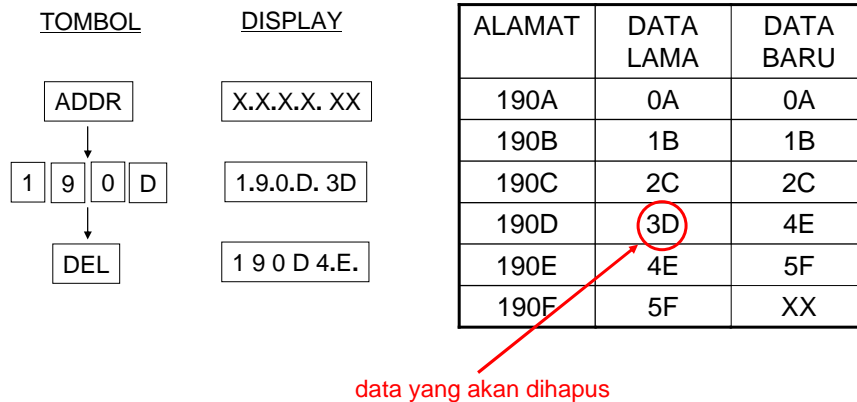 TOMBOL
DISPLAY
ADDR
X.X.X.X. XX
1 9 0 D
1.9.0.D. 3D
DEL
1 9 0 D 4.E.
ALAMAT DATA LAMA DATA BARU
190A 0A 0A
190B 1B 1B
190C 2C 2C
190D 3D 4E
190E 4E 5F
190F 5F XX
data yang akan dihapus